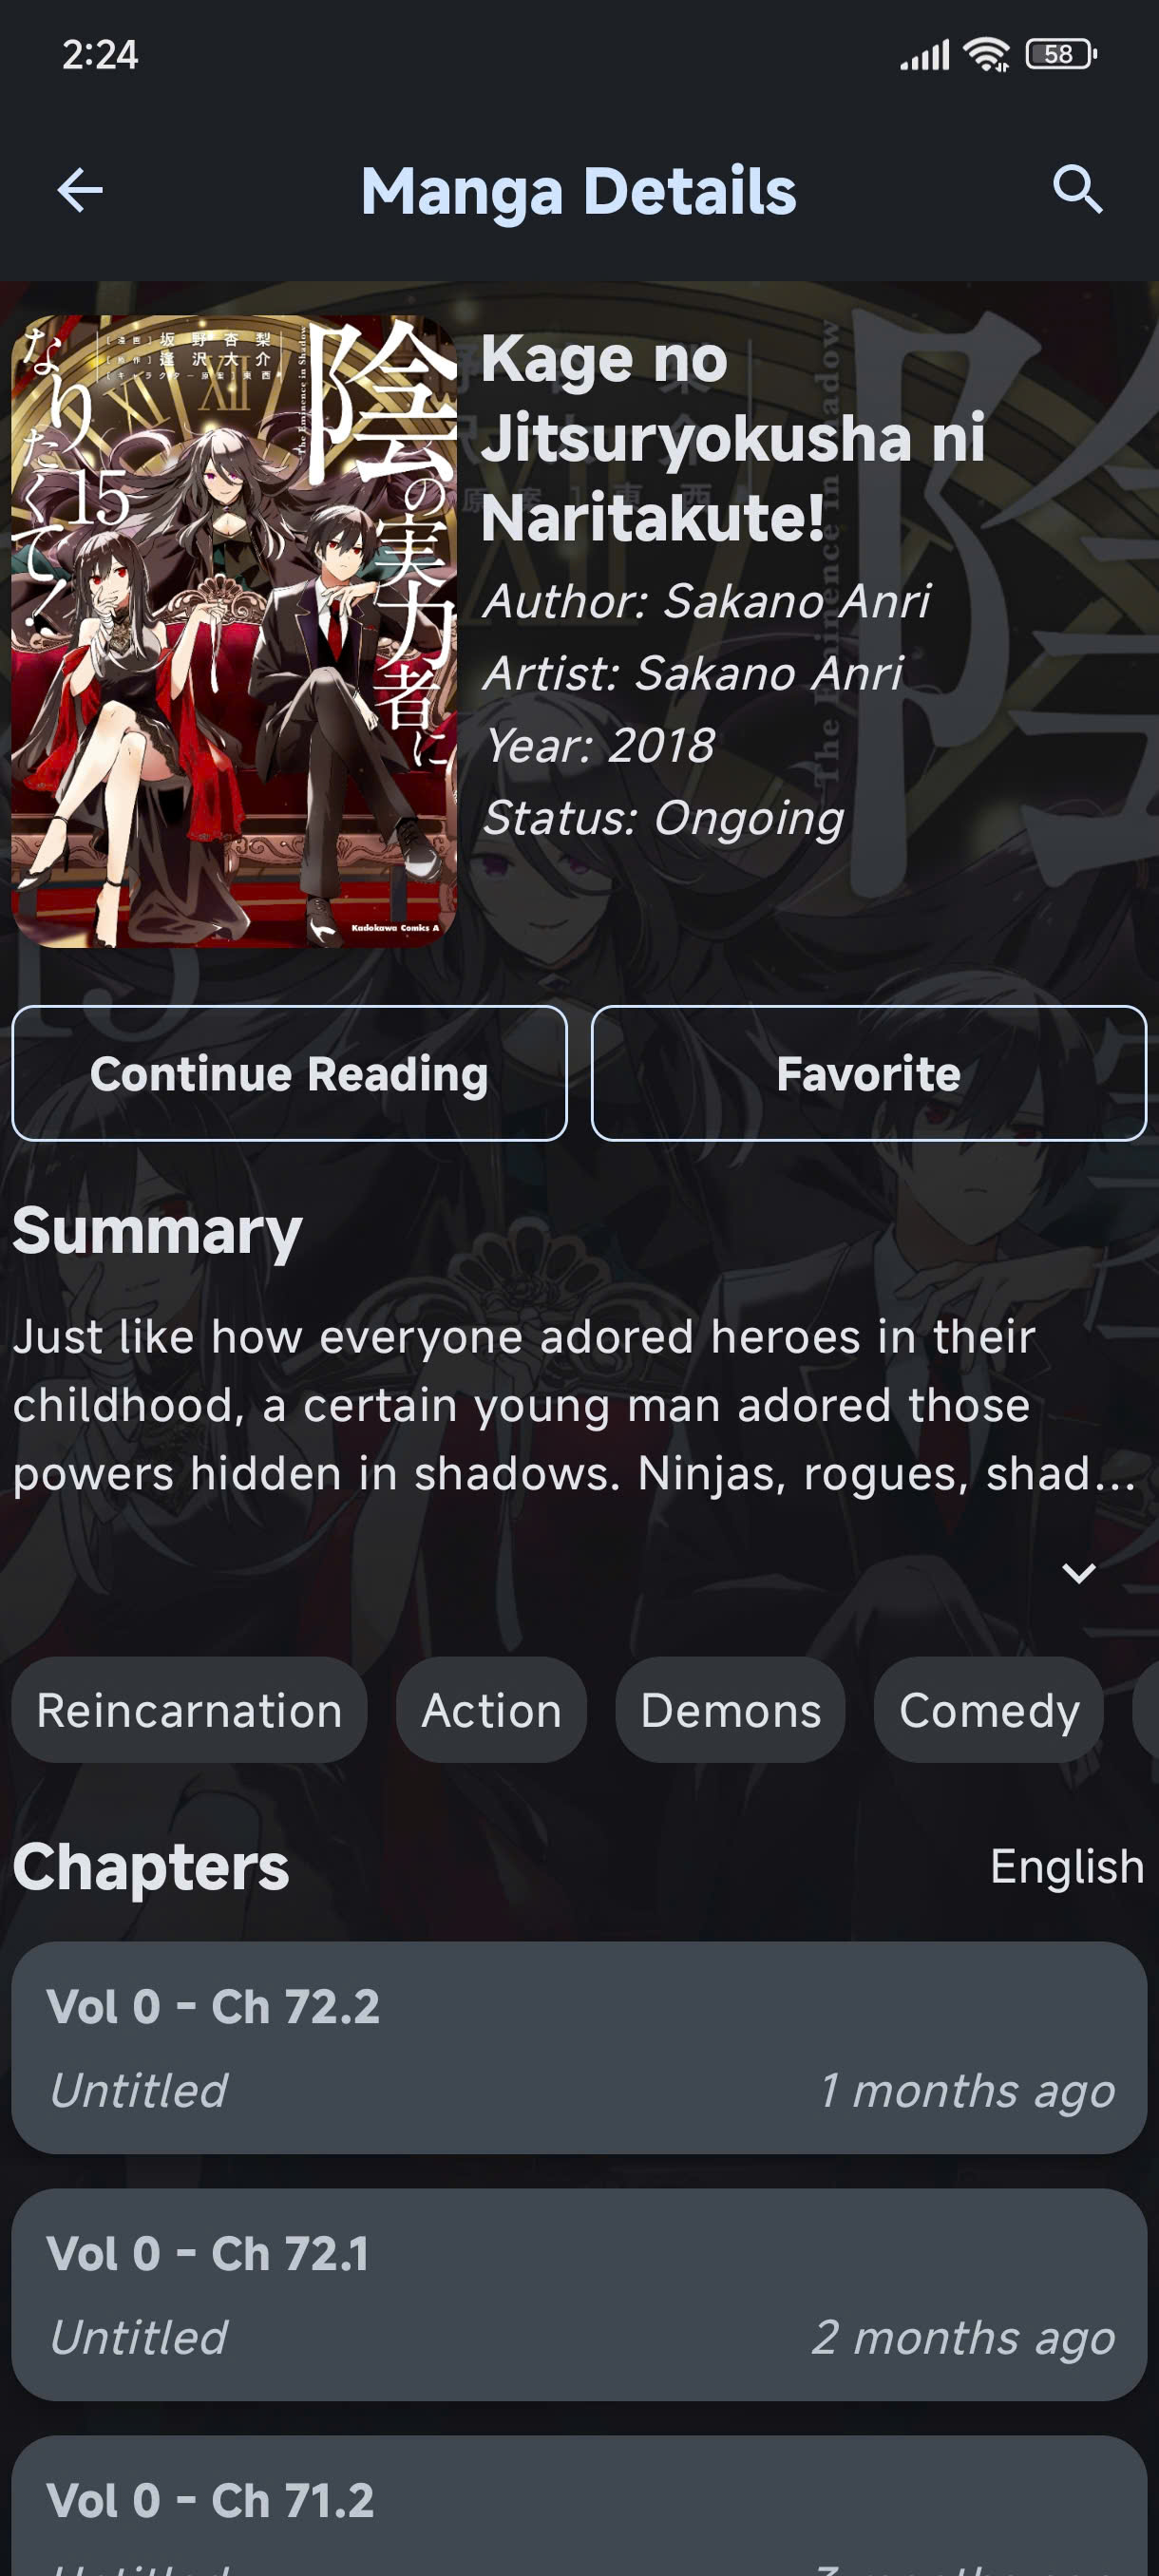 2:24
58
Manga Details
陰の実力者に
なりたくて!
15
[漫画] 坂野杏梨
[原作] 逢沢大介
[キャラクター原案] 東西
The Eminence in Shadow
XI XII
Kadokawa Comics A
Kage no
Jitsuryokusha ni
Naritakute!
Author: Sakano Anri
Artist: Sakano Anri
Year: 2018
Status: Ongoing
Continue Reading
Favorite
Summary
Just like how everyone adored heroes in their
childhood, a certain young man adored those
powers hidden in shadows. Ninjas, rogues, shad...
Reincarnation
Action
Demons
Comedy
Chapters
English
Vol 0 - Ch 72.2
Untitled
1 months ago
Vol 0 - Ch 72.1
Untitled
2 months ago
Vol 0 - Ch 71.2